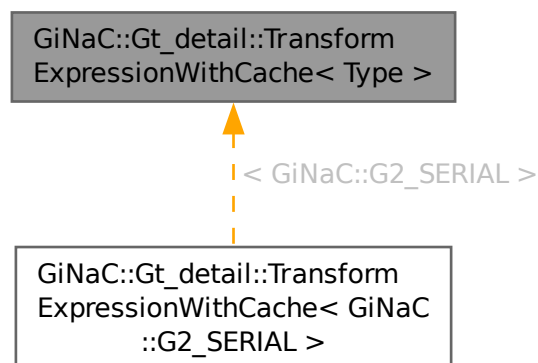 GiNaC::Gt_detail::Transform
ExpressionWithCache< Type >
< GiNaC::G2_SERIAL >
GiNaC::Gt_detail::Transform
ExpressionWithCache< GiNaC
::G2_SERIAL >